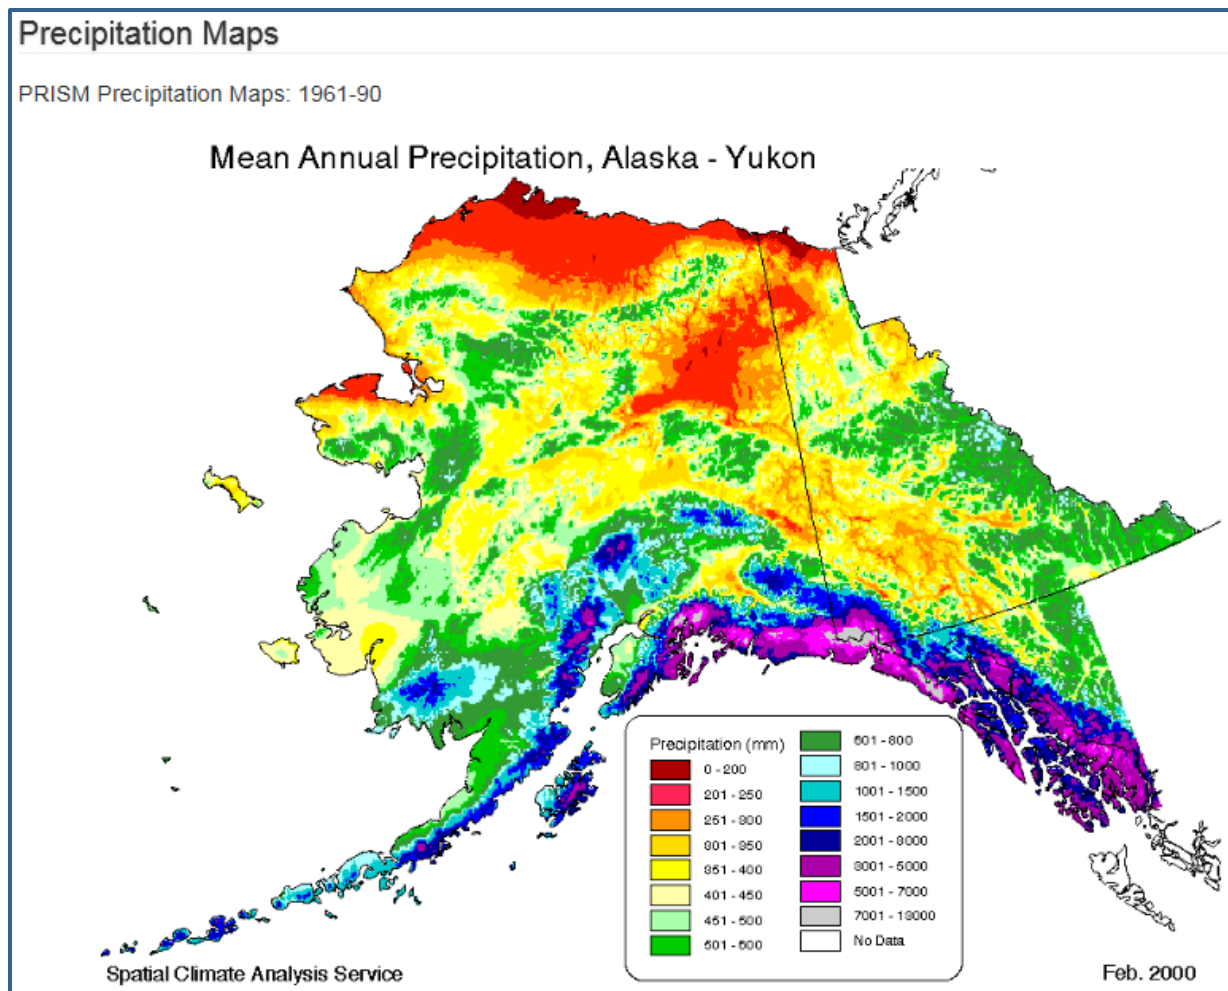 Precipitation Maps
PRISM Precipitation Maps: 1961-90
Mean Annual Precipitation, Alaska - Yukon
Precipitation (mm)
0 - 200
201 - 250
251 - 300
301 - 350
351 - 400
401 - 450
451 - 500
501 - 600
601 - 800
801 - 1000
1001 - 1500
1501 - 2000
2001 - 3000
3001 - 5000
5001 - 7000
7001 - 13000
No Data
Spatial Climate Analysis Service
Feb. 2000